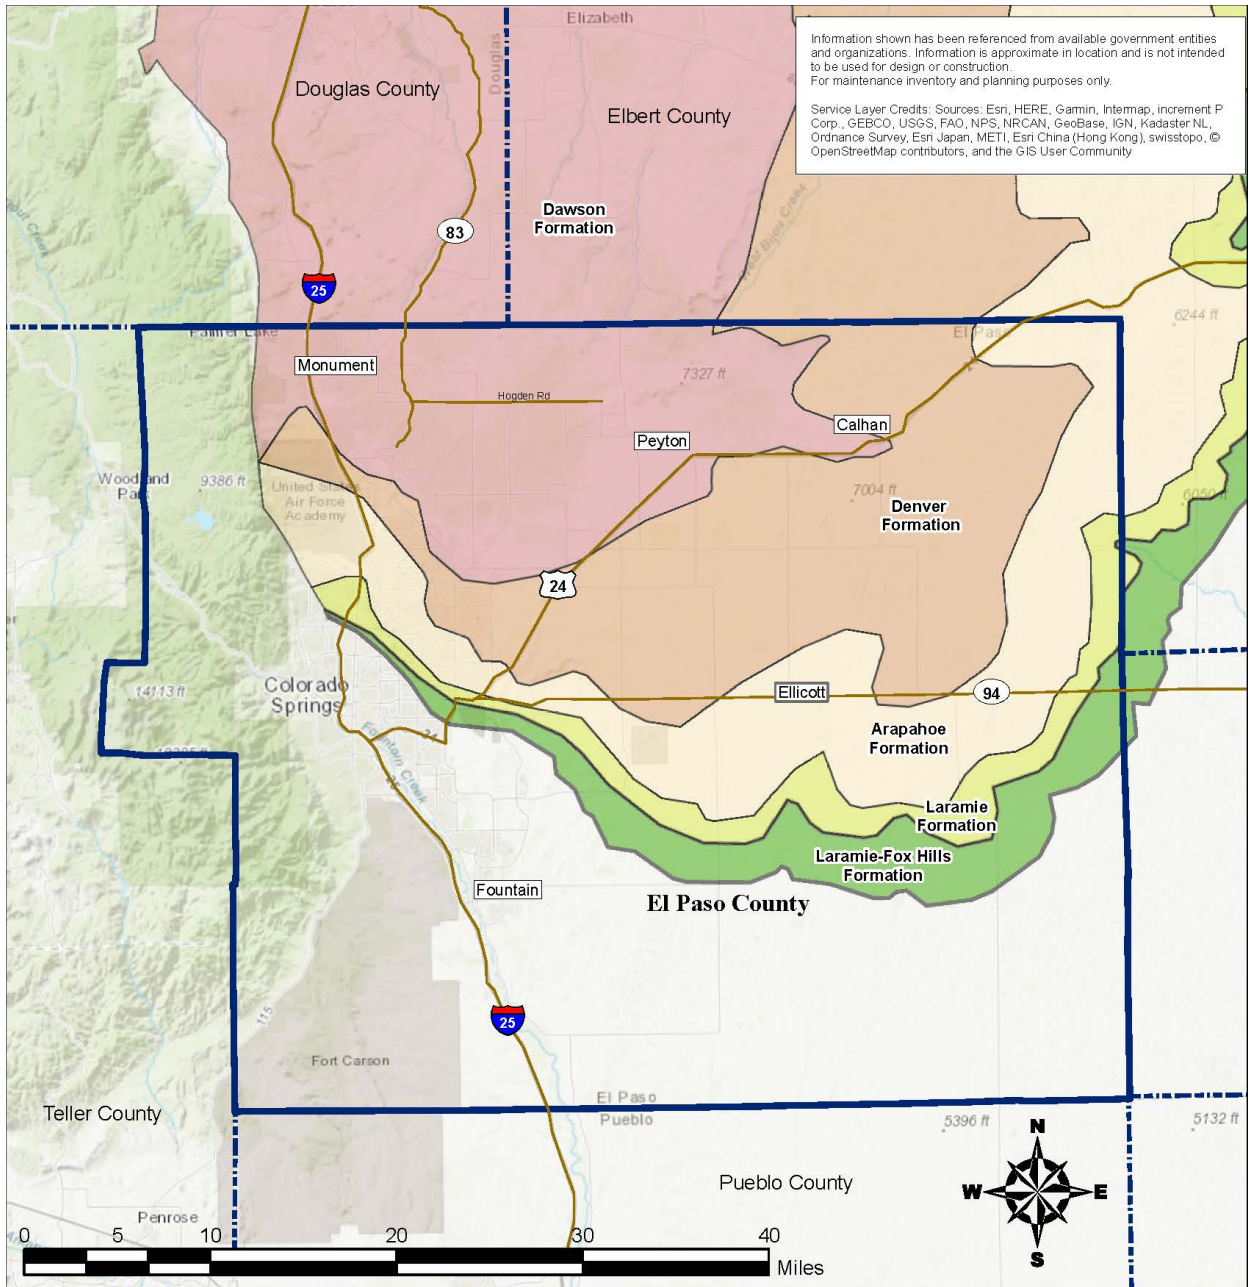 Elizabeth
Information shown has been referenced from available government entities
and organizations. Information is approximate in location and is not intended
to be used for design or construction.
For maintenance inventory and planning purposes only.
Service Layer Credits: Sources: Esri, HERE, Garmin, Intermap, increment P
Corp., GEBCO, USGS, FAO, NPS, NRCAN, GeoBase, IGN, Kadaster NL,
Ordnance Survey, Esri Japan, METI, Esri China (Hong Kong), swisstopo, ©
OpenStreetMap contributors, and the GIS User Community
Douglas
Douglas County
Elbert County
Creek
Dawson
Formation
83
25
Palmer Lake
El Paso
6244 ft
Monument
24
7327 ft
Hogden Rd
Calhan
Peyton
Woodland
Park
9386 ft
United States
Air Force
Academy
7004 ft
6050 ft
Denver
Formation
24
14113 ft
Colorado
Springs
Ellicott
94
Arapahoe
Formation
24
Fountain Creek
25
Laramie
Formation
Laramie-Fox Hills
Formation
Fountain
El Paso County
115
25
Fort Carson
El Paso
Pueblo
Teller County
5396 ft
5132 ft
N
W
E
S
Pueblo County
Penrose
0 5 10 20 30 40
Miles